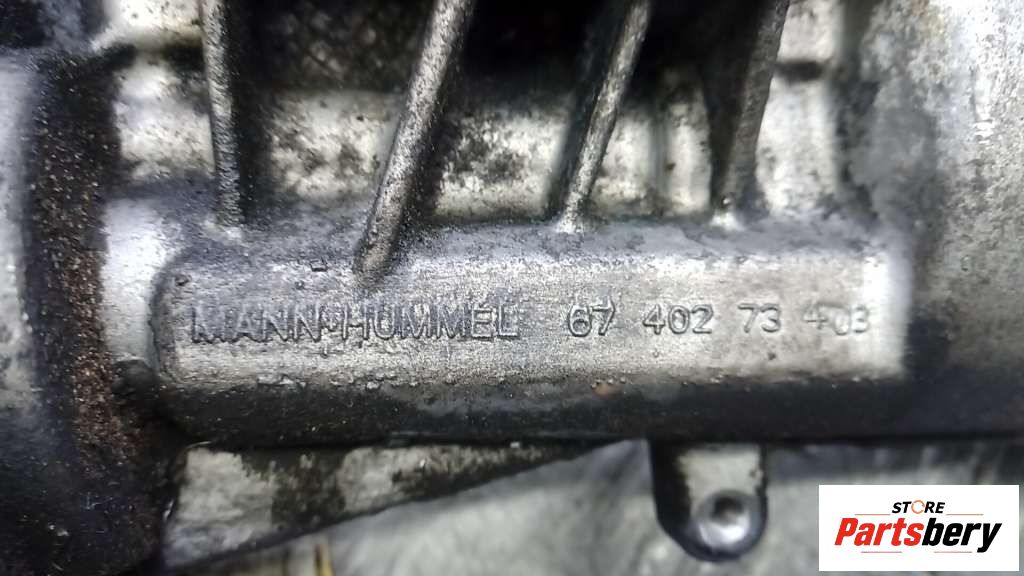 MANN+HUMMEL 67 402 73 403
STORE
Partsbery